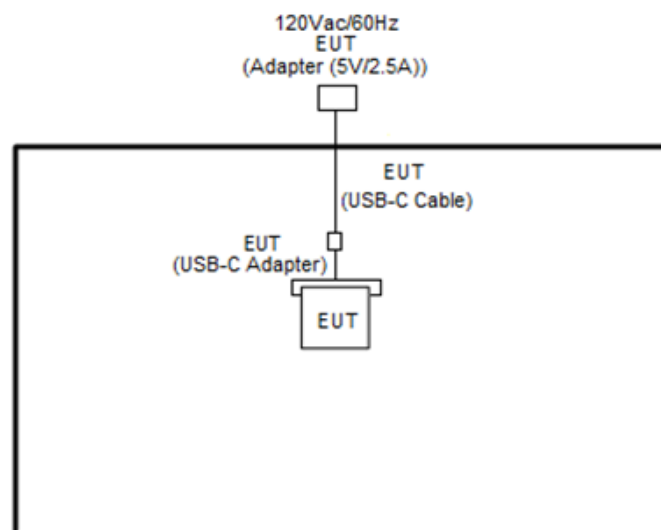 120Vac/60Hz
EUT
(Adapter (5V/2.5A))
EUT
(USB-C Cable)
EUT
(USB-C Adapter)
EUT